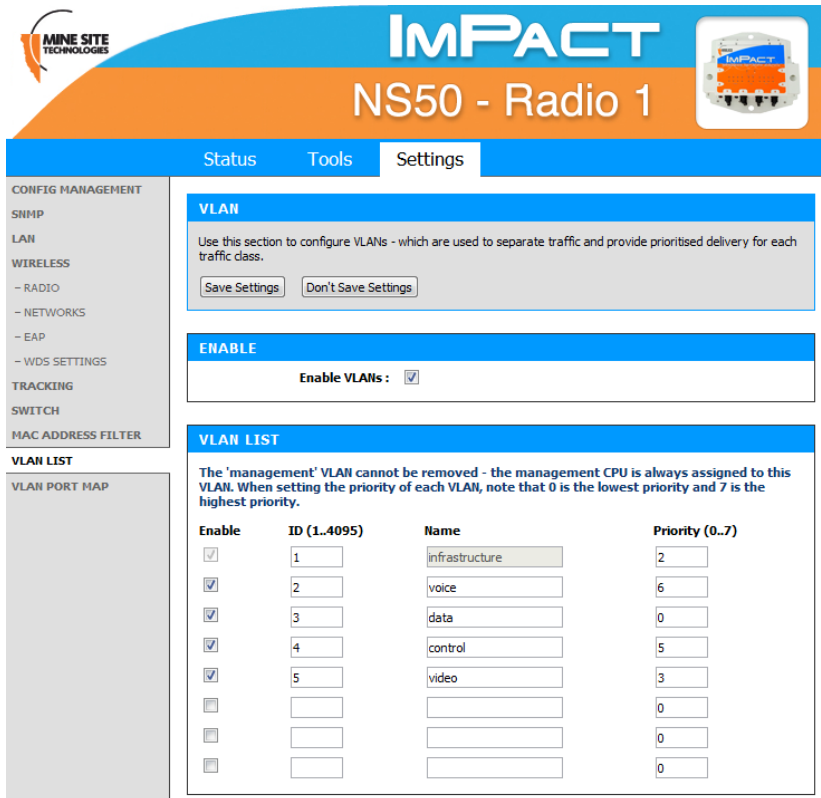 MINE SITE
TECHNOLOGIES
IMPACT
NS50 - Radio 1
IMPACT
Status Tools Settings
CONFIG MANAGEMENT
SNMP
LAN
WIRELESS
– RADIO
– NETWORKS
– EAP
– WDS SETTINGS
TRACKING
SWITCH
MAC ADDRESS FILTER
VLAN LIST
VLAN PORT MAP
VLAN
Use this section to configure VLANs - which are used to separate traffic and provide prioritised delivery for each
traffic class.
Save Settings Don't Save Settings
ENABLE
Enable VLANs :
VLAN LIST
The 'management' VLAN cannot be removed - the management CPU is always assigned to this
VLAN. When setting the priority of each VLAN, note that 0 is the lowest priority and 7 is the
highest priority.
Enable ID (1..4095) Name Priority (0..7)
1 infrastructure 2
2 voice 6
3 data 0
4 control 5
5 video 3
0
0
0